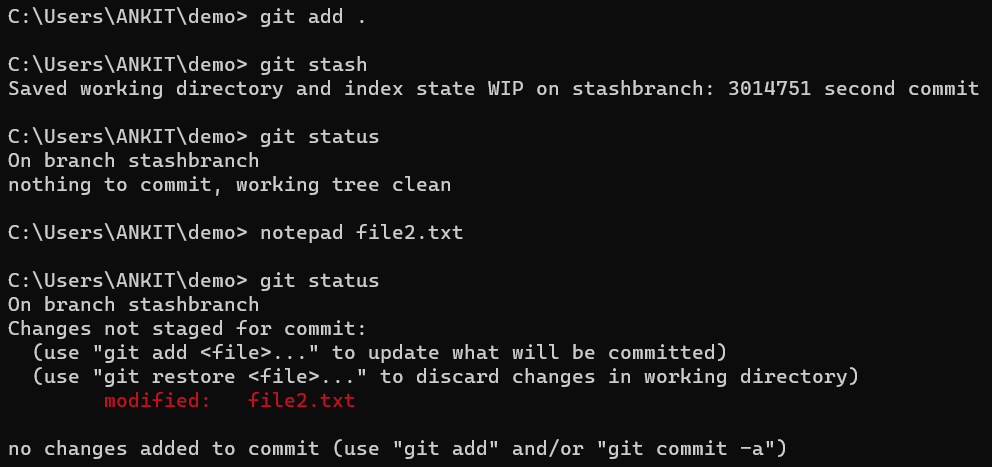 C:\Users\ANKIT\demo> git add .
C:\Users\ANKIT\demo> git stash
Saved working directory and index state WIP on stashbranch: 3014751 second commit
C:\Users\ANKIT\demo> git status
On branch stashbranch
nothing to commit, working tree clean
C:\Users\ANKIT\demo> notepad file2.txt
C:\Users\ANKIT\demo> git status
On branch stashbranch
Changes not staged for commit:
  (use "git add <file>..." to update what will be committed)
  (use "git restore <file>..." to discard changes in working directory)
        modified:   file2.txt
no changes added to commit (use "git add" and/or "git commit -a")